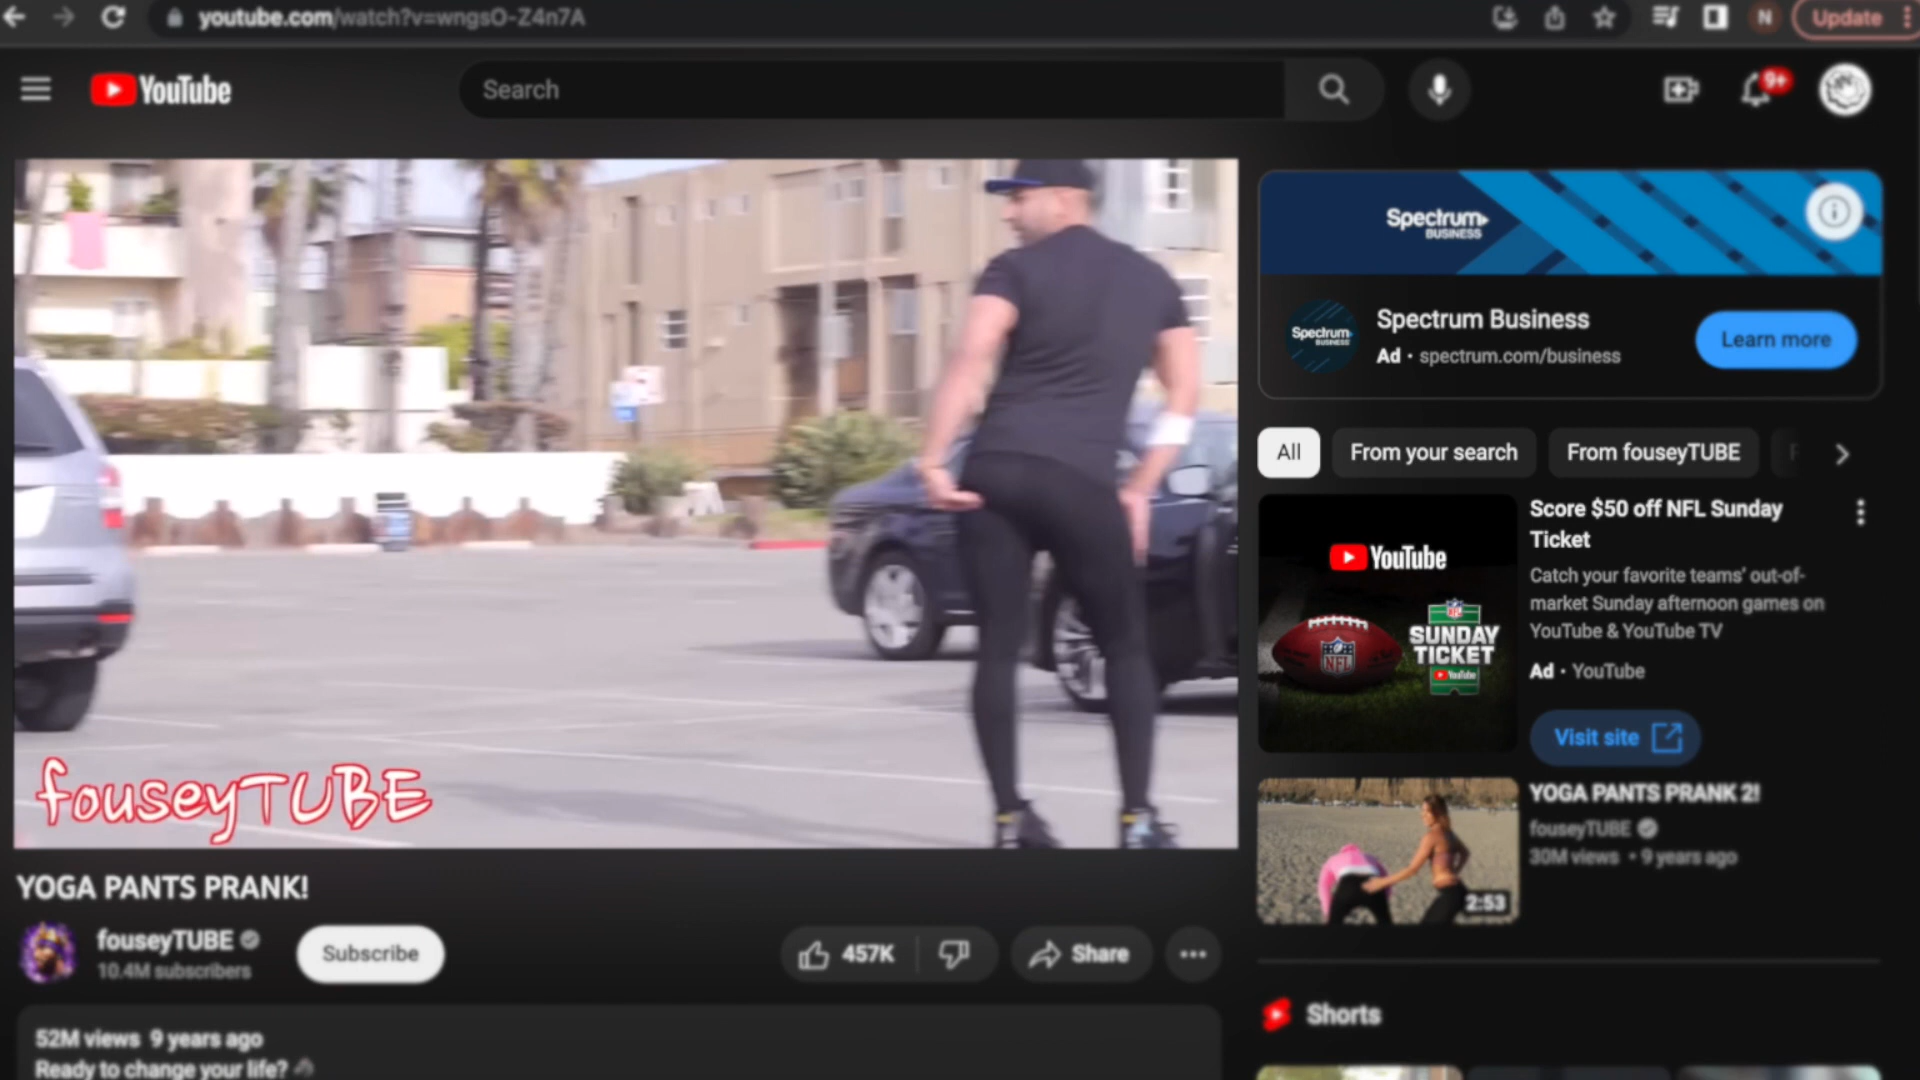 youtube.com/watch?v=wngsO-Z4n7A
N
Update
YouTube
Search
9+
Spectrum
BUSINESS
Spectrum
BUSINESS
Spectrum Business
Ad · spectrum.com/business
Learn more
All
From your search
From fouseyTUBE
YouTube
NFL
SUNDAY
TICKET
YouTube
Score $50 off NFL Sunday
Ticket
Catch your favorite teams' out-of-
market Sunday afternoon games on
YouTube & YouTube TV
Ad · YouTube
Visit site
2:53
YOGA PANTS PRANK 2!
fouseyTUBE
30M views • 9 years ago
Shorts
fouseyTUBE
YOGA PANTS PRANK!
fouseyTUBE
10.4M subscribers
Subscribe
457K
Share
52M views 9 years ago
Ready to change your life?